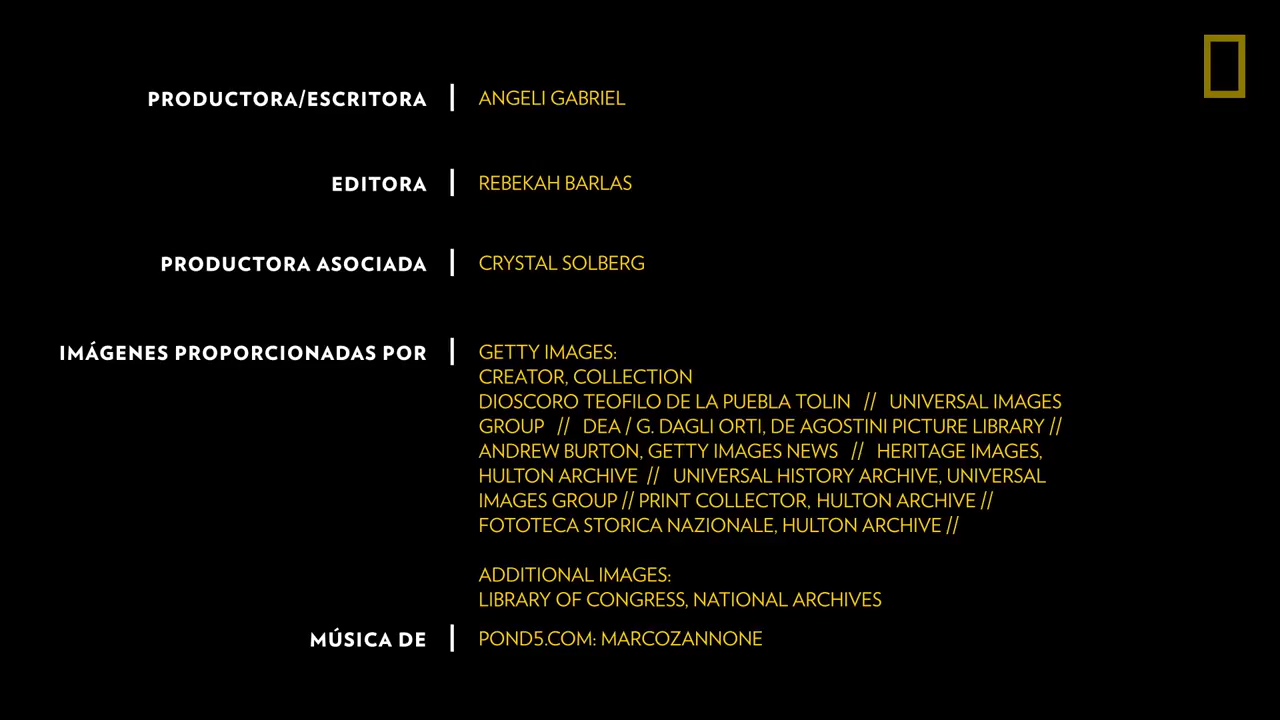 PRODUCTORA/ESCRITORA | ANGELI GABRIEL
EDITORA | REBEKAH BARLAS
PRODUCTORA ASOCIADA | CRYSTAL SOLBERG
IMÁGENES PROPORCIONADAS POR | GETTY IMAGES:
CREATOR, COLLECTION
DIOSCORO TEOFILO DE LA PUEBLA TOLIN // UNIVERSAL IMAGES
GROUP // DEA / G. DAGLI ORTI, DE AGOSTINI PICTURE LIBRARY //
ANDREW BURTON, GETTY IMAGES NEWS // HERITAGE IMAGES,
HULTON ARCHIVE // UNIVERSAL HISTORY ARCHIVE, UNIVERSAL
IMAGES GROUP // PRINT COLLECTOR, HULTON ARCHIVE //
FOTOTECA STORICA NAZIONALE, HULTON ARCHIVE //
ADDITIONAL IMAGES:
LIBRARY OF CONGRESS, NATIONAL ARCHIVES
MÚSICA DE | POND5.COM: MARCOZANNONE